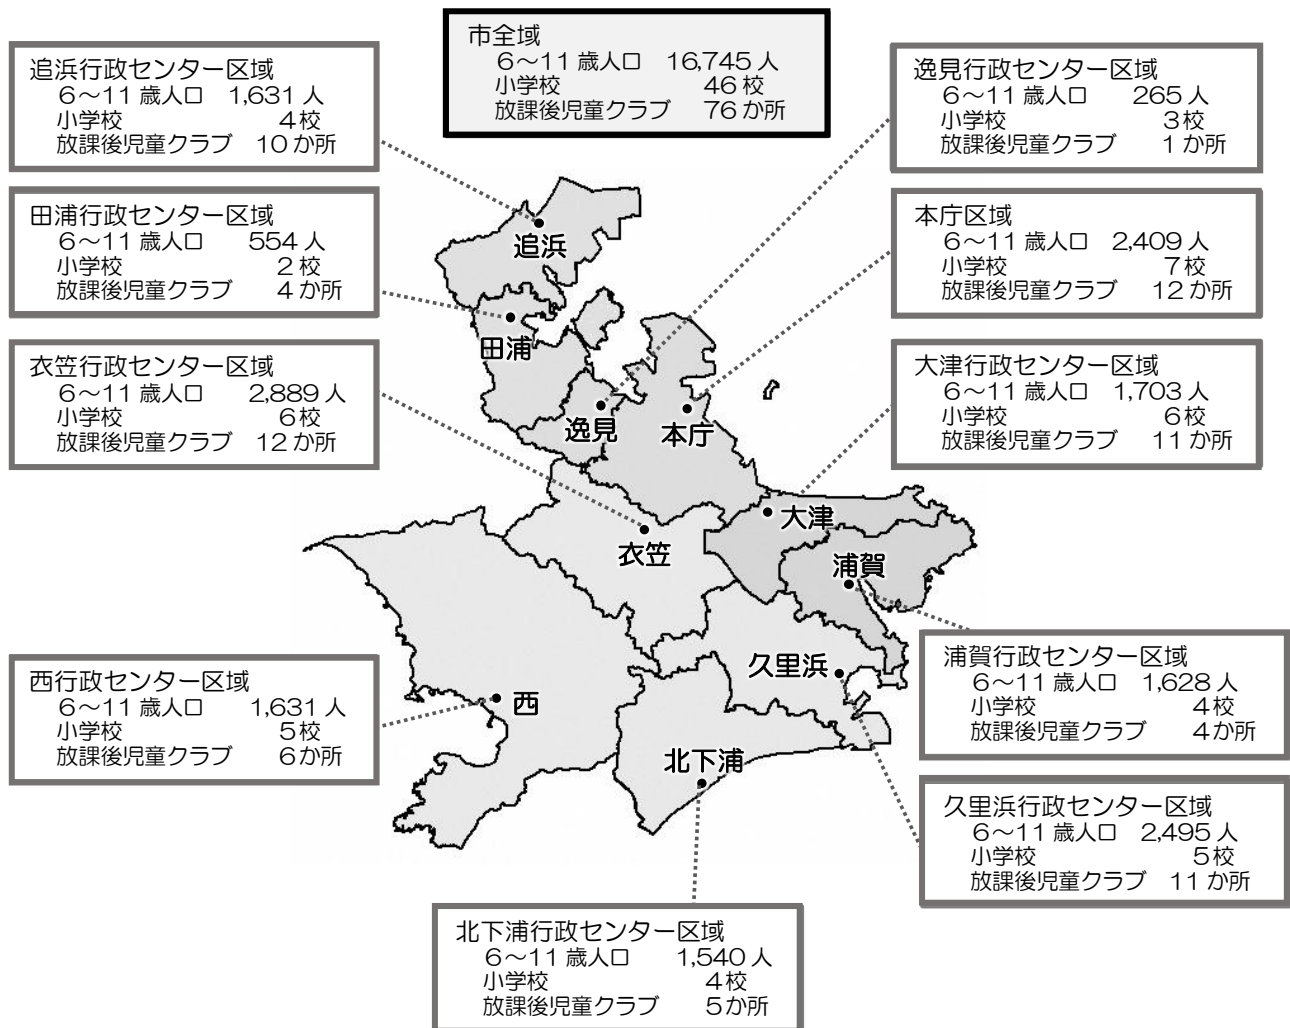 市全域
6～11 歳人口 16,745 人
小学校 46 校
放課後児童クラブ 76 か所
追浜行政センター区域
6～11 歳人口 1,631 人
小学校 4 校
放課後児童クラブ 10 か所
逸見行政センター区域
6～11 歳人口 265 人
小学校 3 校
放課後児童クラブ 1 か所
田浦行政センター区域
6～11 歳人口 554 人
小学校 2 校
放課後児童クラブ 4 か所
本庁区域
6～11 歳人口 2,409 人
小学校 7 校
放課後児童クラブ 12 か所
衣笠行政センター区域
6～11 歳人口 2,889 人
小学校 6 校
放課後児童クラブ 12 か所
大津行政センター区域
6～11 歳人口 1,703 人
小学校 6 校
放課後児童クラブ 11 か所
追浜
田浦
逸見
本庁
大津
衣笠
浦賀
久里浜
西
北下浦
西行政センター区域
6～11 歳人口 1,631 人
小学校 5 校
放課後児童クラブ 6 か所
浦賀行政センター区域
6～11 歳人口 1,628 人
小学校 4 校
放課後児童クラブ 4 か所
久里浜行政センター区域
6～11 歳人口 2,495 人
小学校 5 校
放課後児童クラブ 11 か所
北下浦行政センター区域
6～11 歳人口 1,540 人
小学校 4 校
放課後児童クラブ 5 か所